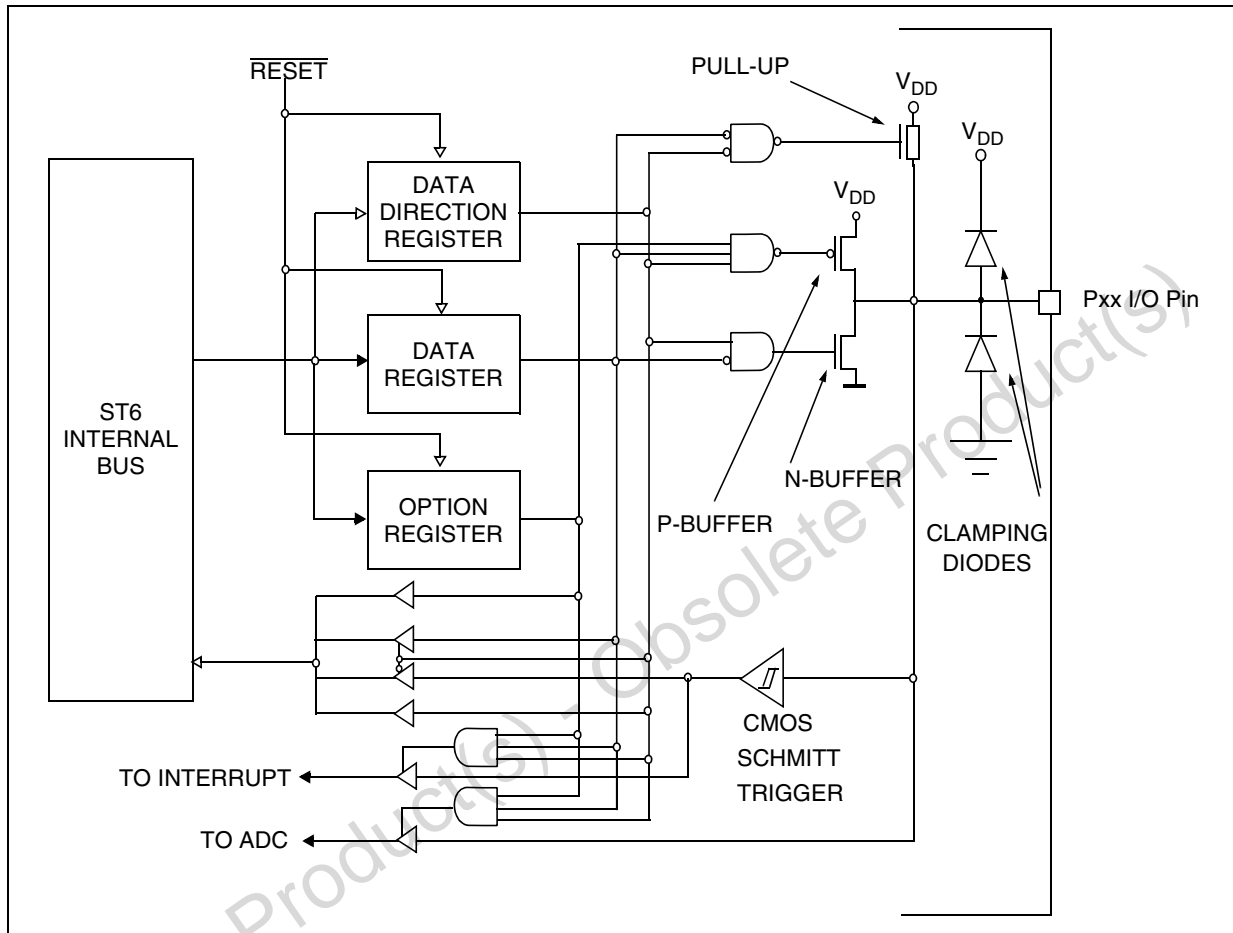 RESET
PULL-UP
VDD
VDD
DATA
DIRECTION
REGISTER
VDD
Pxx I/O Pin
DATA
REGISTER
ST6
INTERNAL
BUS
N-BUFFER
OPTION
REGISTER
P-BUFFER
CLAMPING
DIODES
CMOS
SCHMITT
TRIGGER
TO INTERRUPT
TO ADC
Product(s) - Obsolete Product(s)